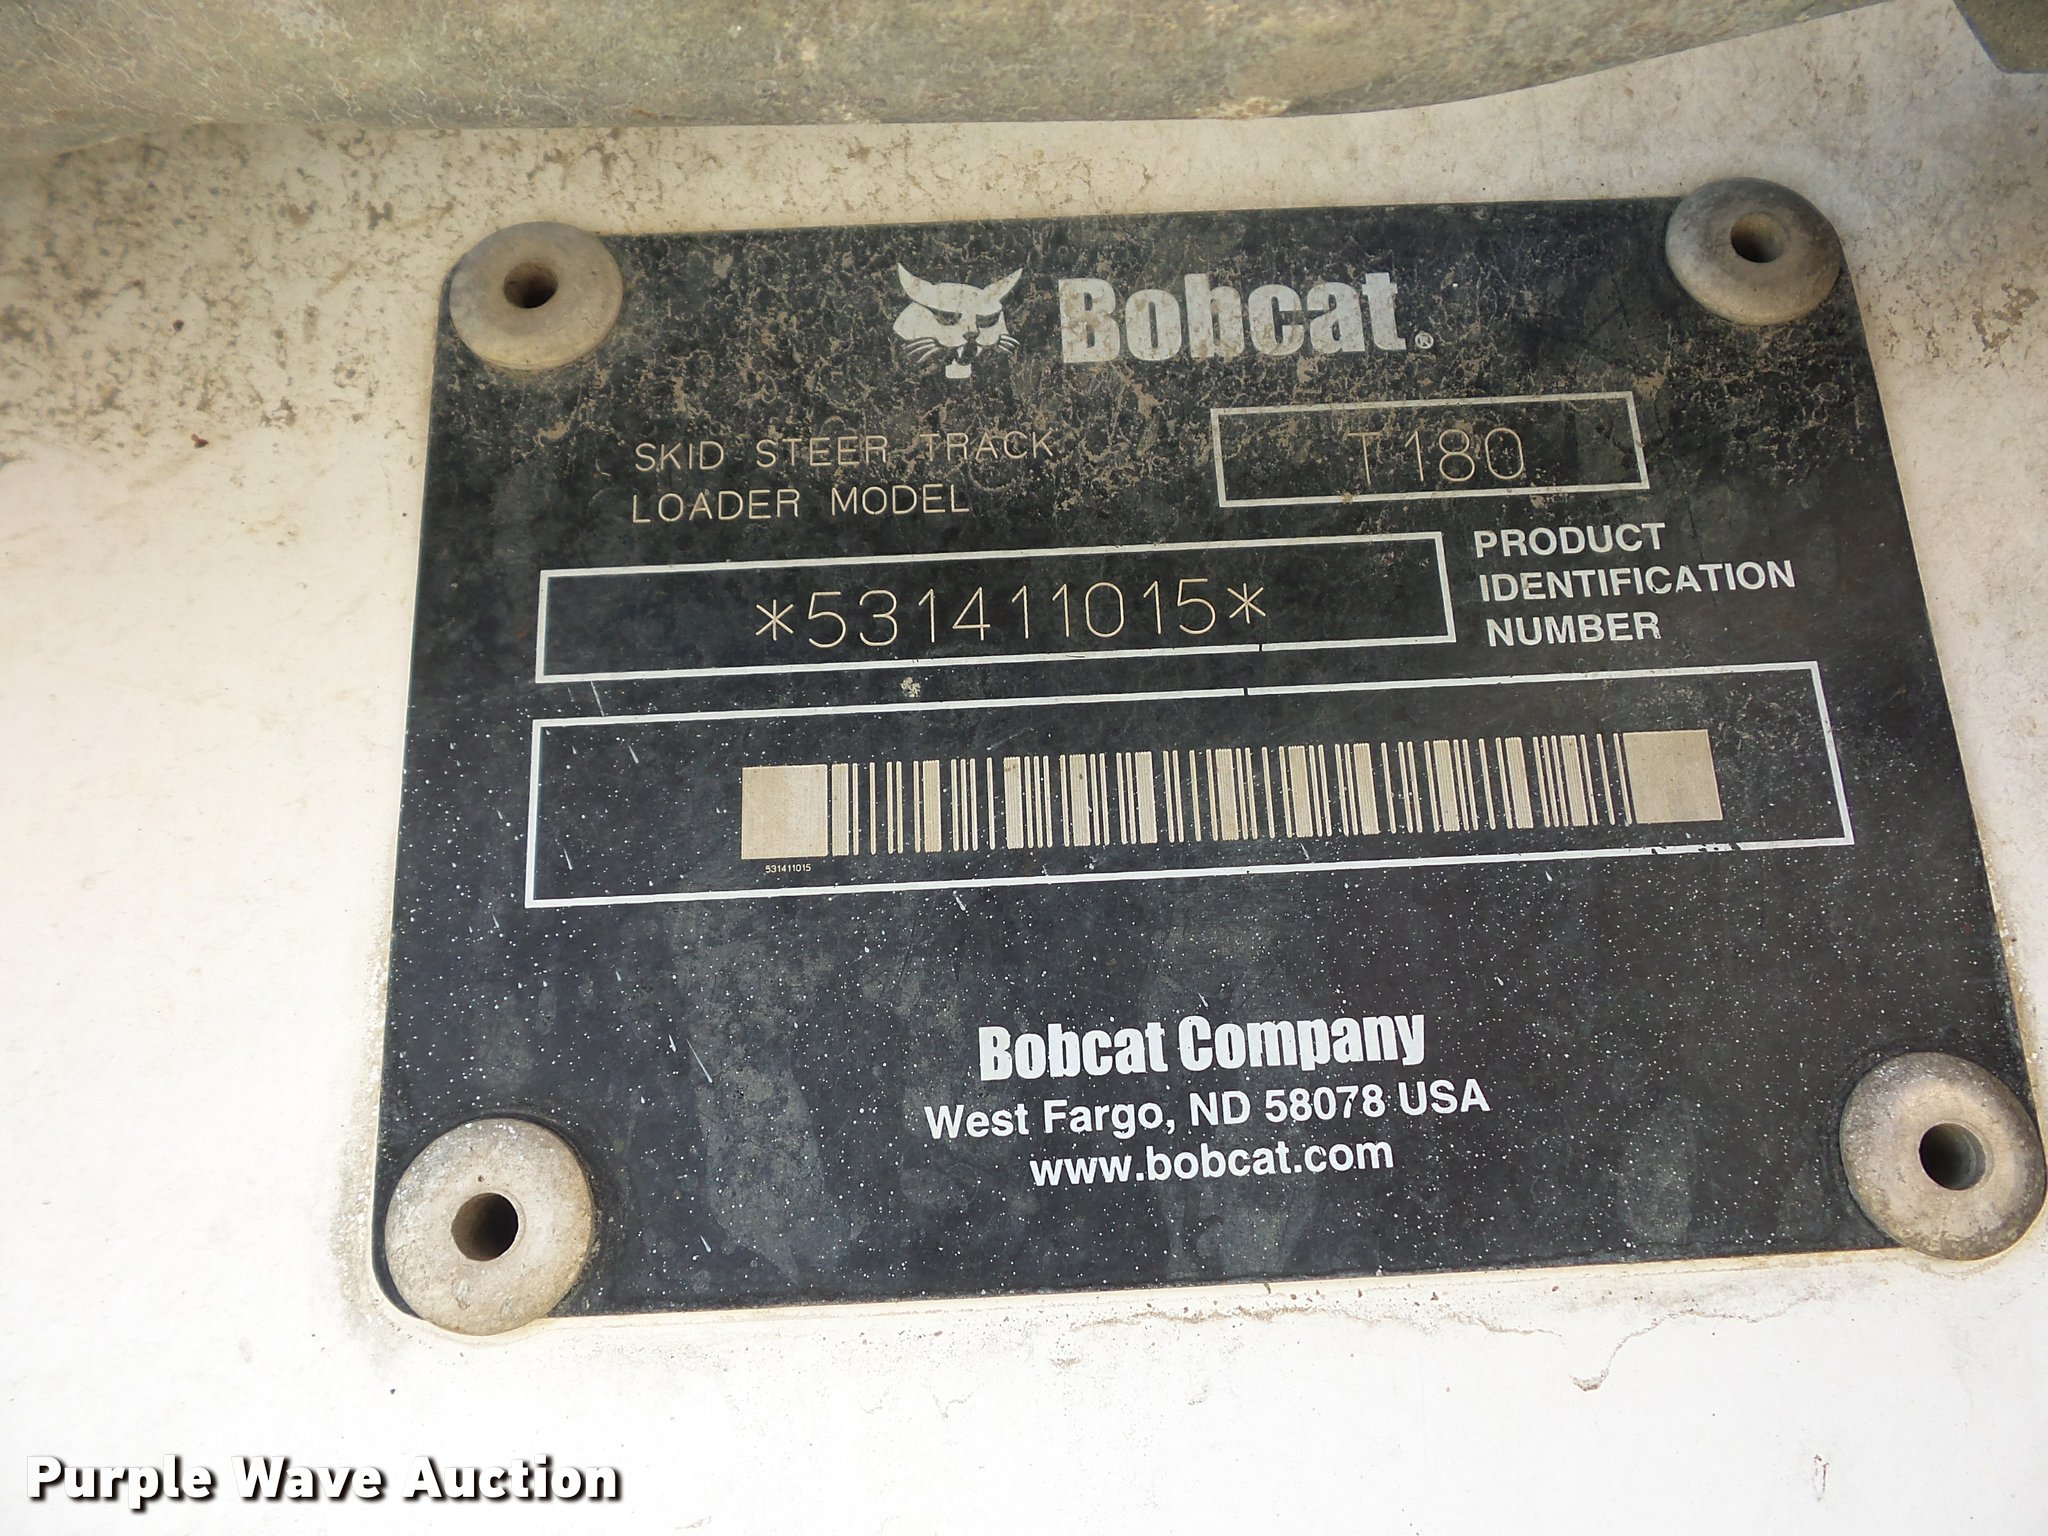 Bobcat®
SKID STEER TRACK
LOADER MODEL
T180
*531411015*
PRODUCT
IDENTIFICATION
NUMBER
531411015
Bobcat Company
West Fargo, ND 58078 USA
www.bobcat.com
Purple Wave Auction